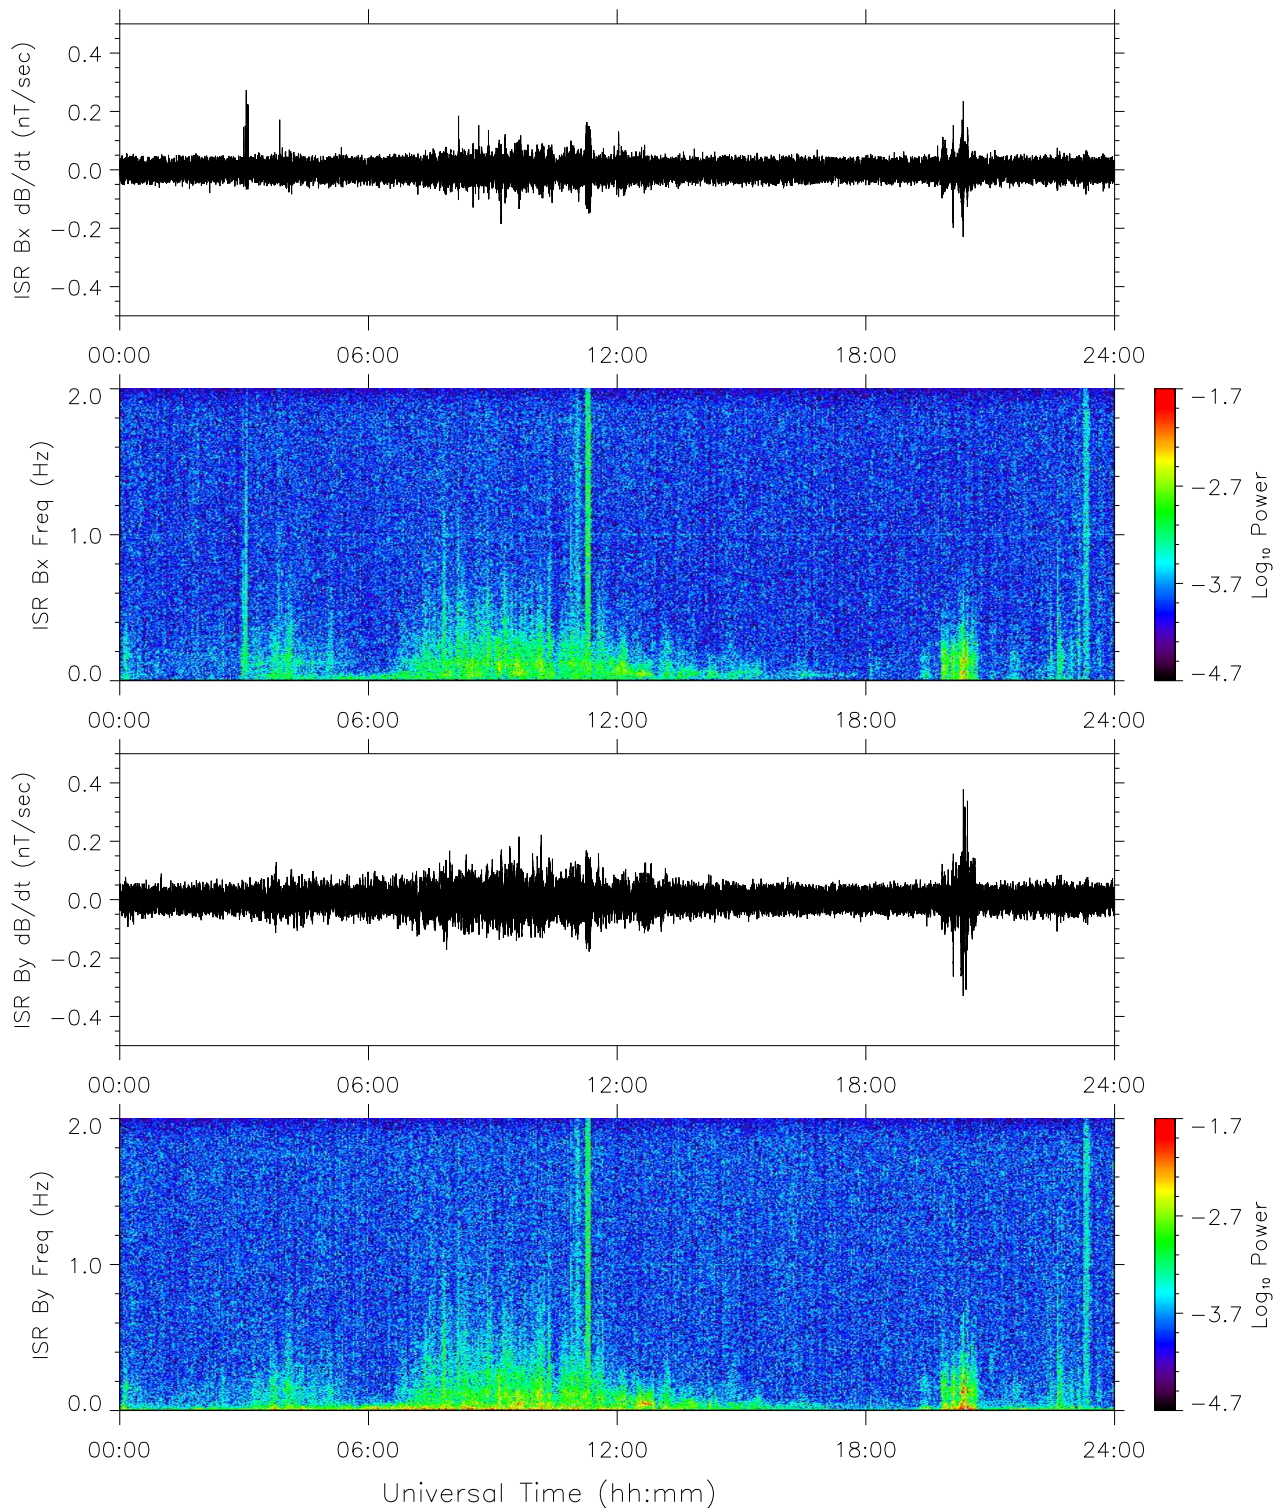 ISR Bx dB/dt (nT/sec)
0.4
0.2
0.0
−0.2
−0.4
00:00 06:00 12:00 18:00 24:00
ISR Bx Freq (Hz)
2.0
1.0
0.0
00:00 06:00 12:00 18:00 24:00
−1.7
−2.7
−3.7
−4.7
Log₁₀ Power
ISR By dB/dt (nT/sec)
0.4
0.2
0.0
−0.2
−0.4
00:00 06:00 12:00 18:00 24:00
ISR By Freq (Hz)
2.0
1.0
0.0
00:00 06:00 12:00 18:00 24:00
−1.7
−2.7
−3.7
−4.7
Log₁₀ Power
Universal Time (hh:mm)